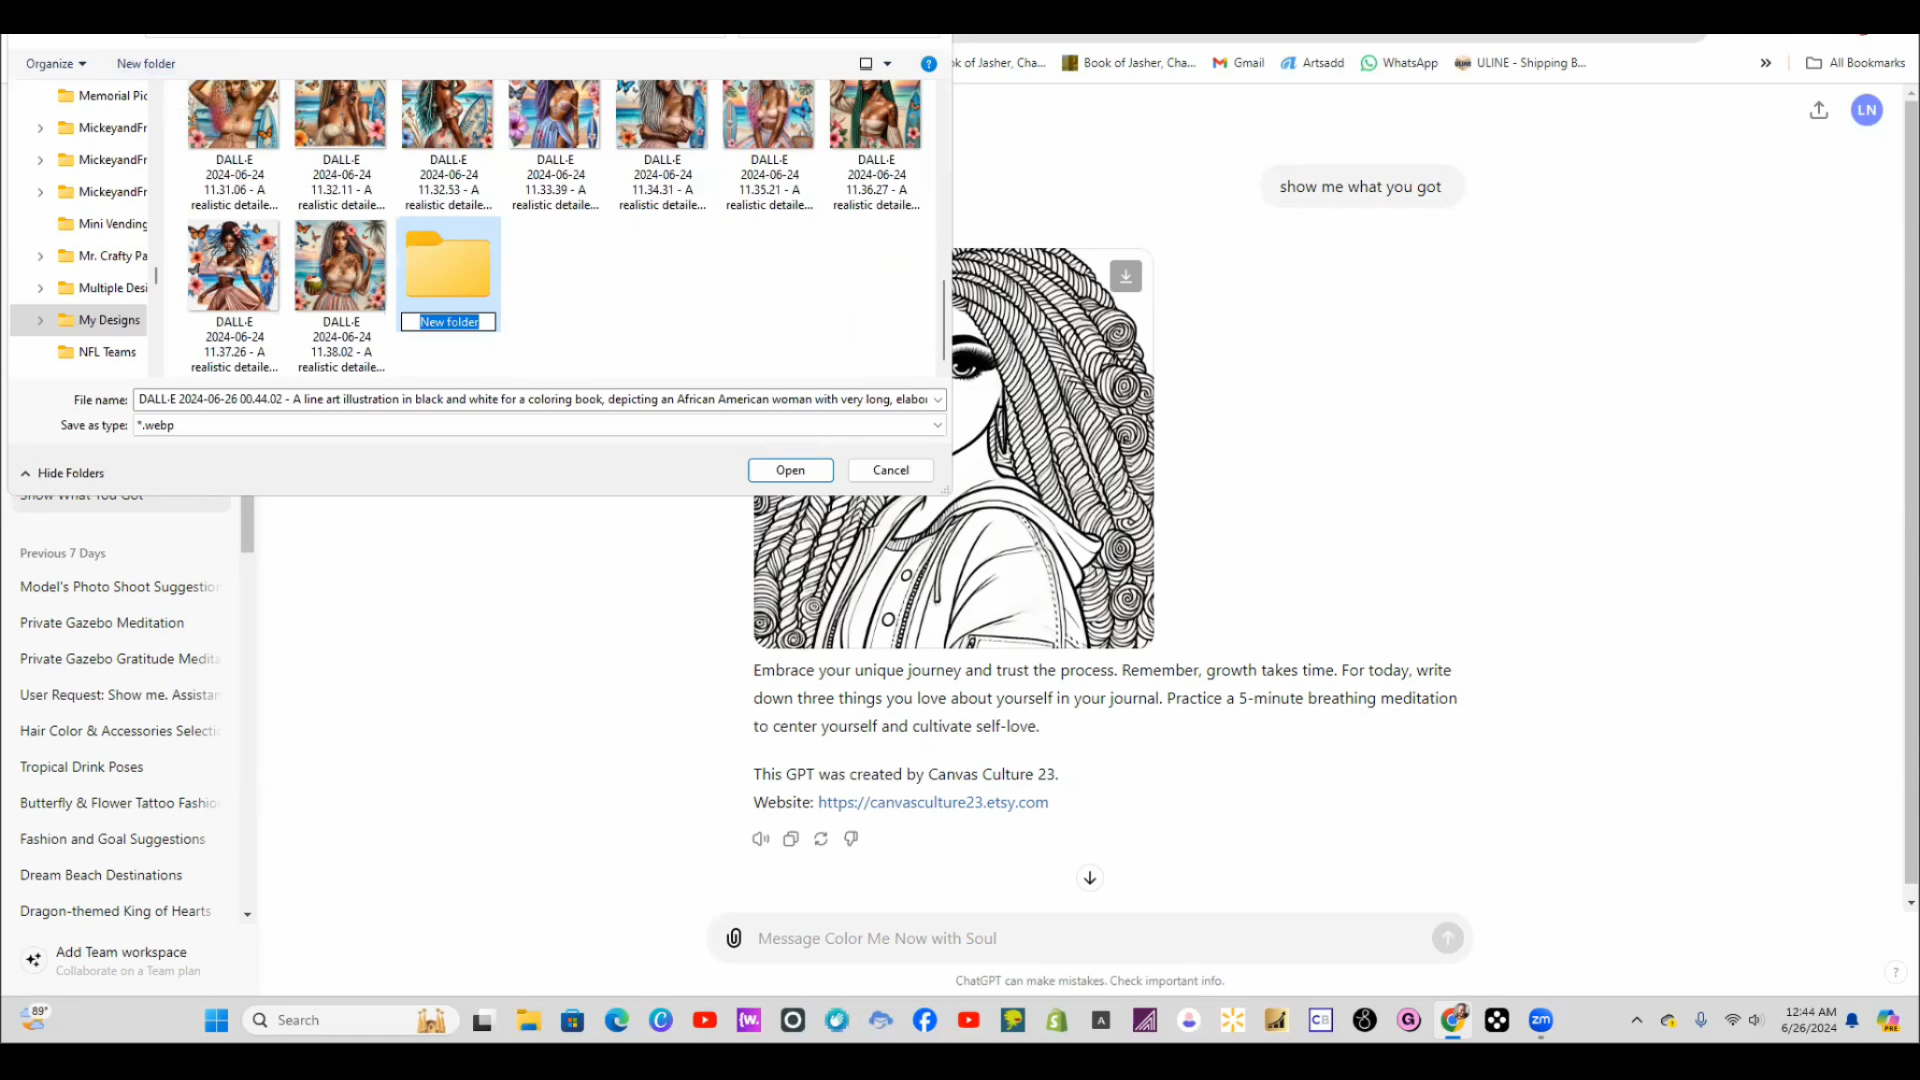 Organize
New folder
ok of Jasher, Cha...
Book of Jasher, Cha...
Gmail
Artsadd
WhatsApp
ULINE - Shipping B...
»
All Bookmarks
LN
Memorial Pic
MickeyandFr
MickeyandFr
MickeyandFr
Mini Vending
Mr. Crafty Pa
Multiple Desi
My Designs
NFL Teams
DALL·E
2024-06-24
11.31.06 - A
realistic detaile...
DALL·E
2024-06-24
11.32.11 - A
realistic detaile...
DALL·E
2024-06-24
11.32.53 - A
realistic detaile...
DALL·E
2024-06-24
11.33.39 - A
realistic detaile...
DALL·E
2024-06-24
11.34.31 - A
realistic detaile...
DALL·E
2024-06-24
11.35.21 - A
realistic detaile...
DALL·E
2024-06-24
11.36.27 - A
realistic detaile...
DALL·E
2024-06-24
11.37.26 - A
realistic detaile...
DALL·E
2024-06-24
11.38.02 - A
realistic detaile...
New folder
File name: DALL·E 2024-06-26 00.44.02 - A line art illustration in black and white for a coloring book, depicting an African American woman with very long, elabor
Save as type: *.webp
Hide Folders
Open
Cancel
show me what you got
Show What You Got
Previous 7 Days
Model's Photo Shoot Suggestion
Private Gazebo Meditation
Private Gazebo Gratitude Medita
User Request: Show me. Assistan
Hair Color & Accessories Selectio
Tropical Drink Poses
Butterfly & Flower Tattoo Fashion
Fashion and Goal Suggestions
Dream Beach Destinations
Dragon-themed King of Hearts
Add Team workspace
Collaborate on a Team plan
Embrace your unique journey and trust the process. Remember, growth takes time. For today, write
down three things you love about yourself in your journal. Practice a 5-minute breathing meditation
to center yourself and cultivate self-love.
This GPT was created by Canvas Culture 23.
Website: https://canvasculture23.etsy.com
Message Color Me Now with Soul
ChatGPT can make mistakes. Check important info.
?
89°
Search
{w.
A
CB
G
zm
12:44 AM
6/26/2024
PRE